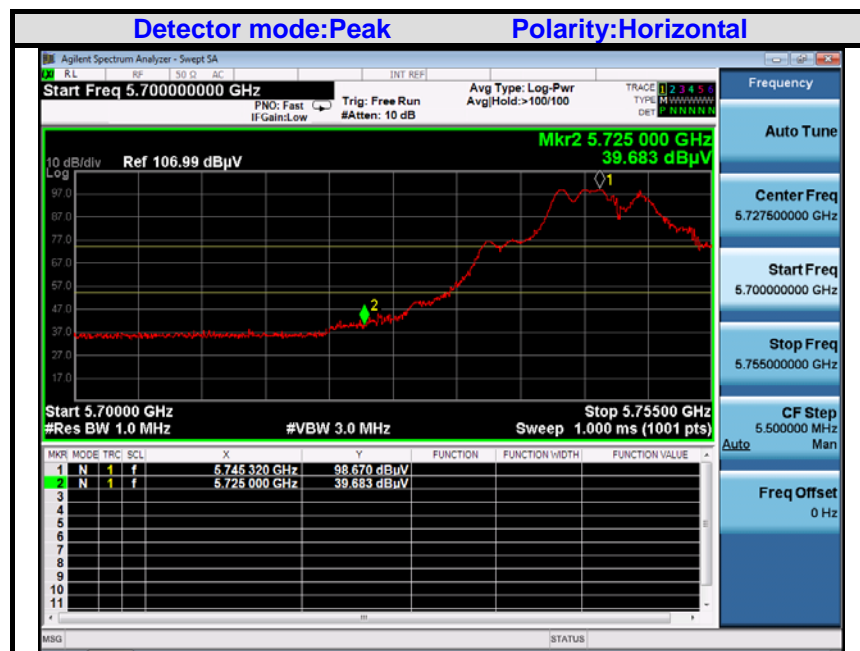 Detector mode:Peak Polarity:Horizontal
Agilent Spectrum Analyzer - Swept SA
RL RF 50 Ω AC INT REF
Start Freq 5.700000000 GHz
PNO: Fast
IFGain:Low
Trig: Free Run
#Atten: 10 dB
Avg Type: Log-Pwr
Avg|Hold:>100/100
TRACE 1 2 3 4 5 6
TYPE M WWWWW
DET P N N N N N
Mkr2 5.725 000 GHz
39.683 dBµV
10 dB/div Ref 106.99 dBµV
Log
97.0
87.0
77.0
67.0
57.0
47.0
37.0
27.0
17.0
1
2
Start 5.70000 GHz Stop 5.75500 GHz
#Res BW 1.0 MHz #VBW 3.0 MHz Sweep 1.000 ms (1001 pts)
MKR MODE TRC SCL X Y FUNCTION FUNCTION WIDTH FUNCTION VALUE
1 N 1 f 5.745 320 GHz 98.670 dBµV
2 N 1 f 5.725 000 GHz 39.683 dBµV
3
4
5
6
7
8
9
10
11
MSG STATUS
Frequency
Auto Tune
Center Freq
5.727500000 GHz
Start Freq
5.700000000 GHz
Stop Freq
5.755000000 GHz
CF Step
5.500000 MHz
Auto Man
Freq Offset
0 Hz